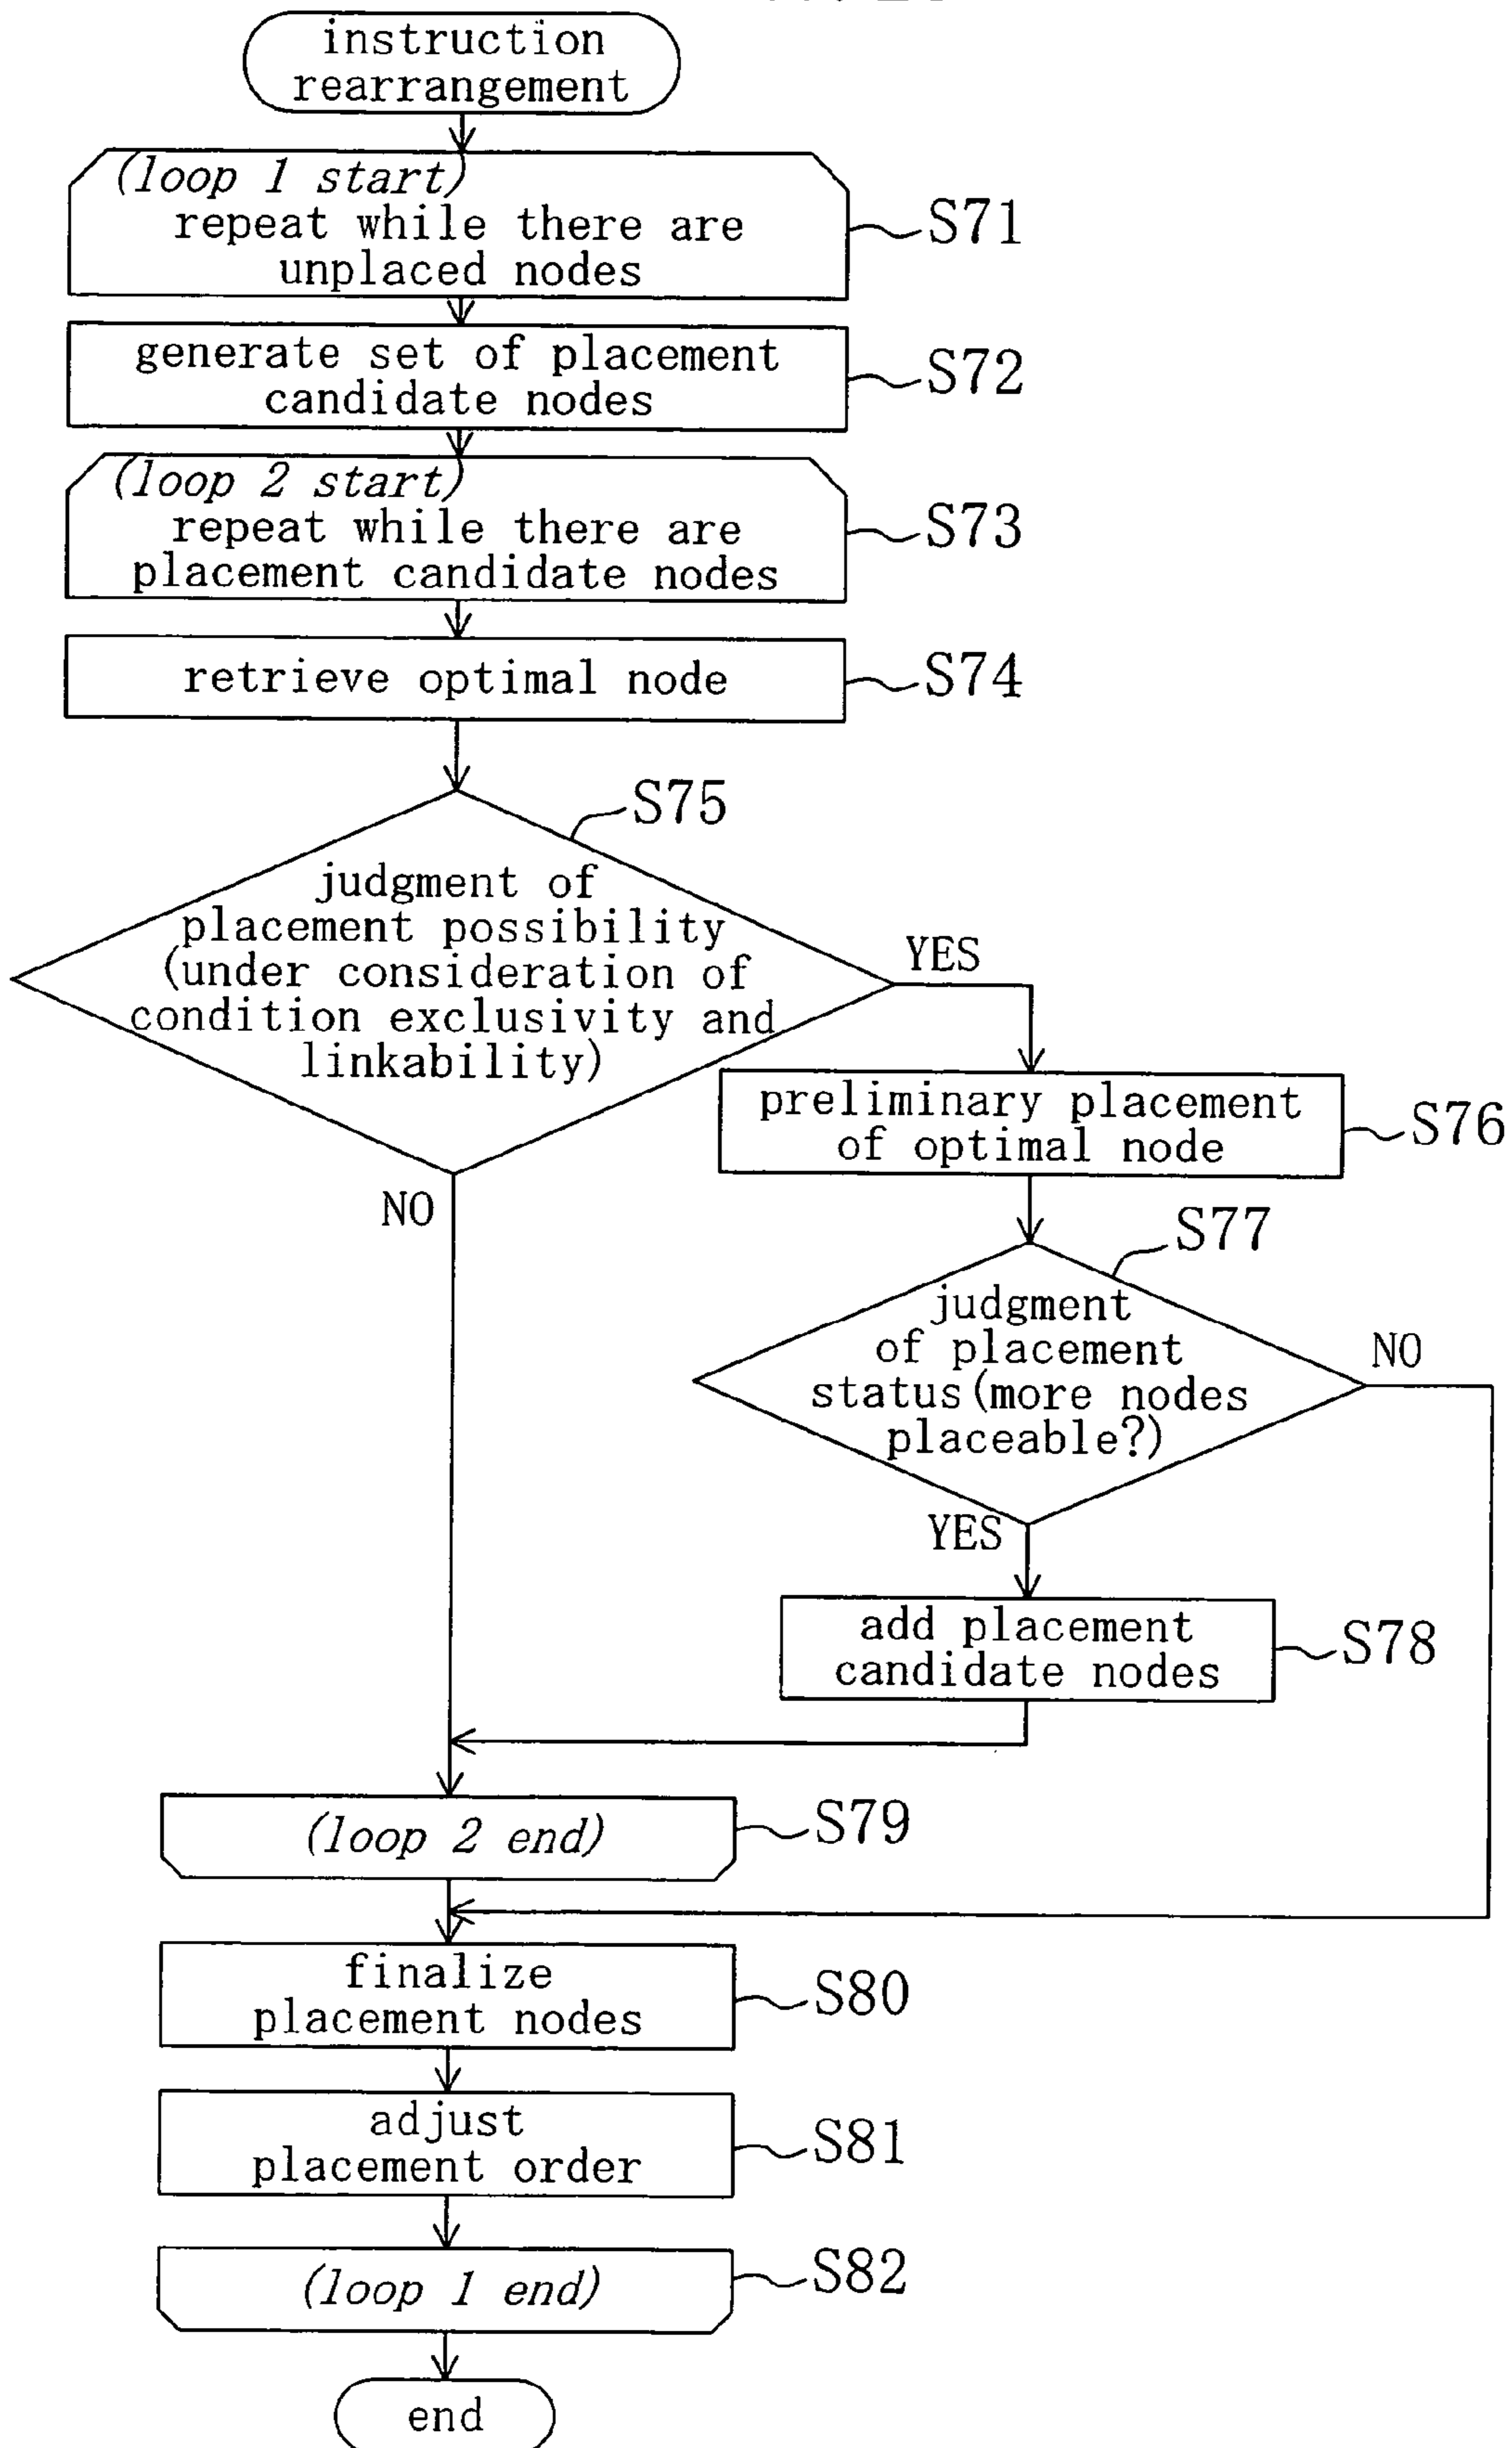 instruction
rearrangement
(loop 1 start)
repeat while there are
unplaced nodes
S71
generate set of placement
candidate nodes
S72
(loop 2 start)
repeat while there are
placement candidate nodes
S73
retrieve optimal node
S74
S75
judgment of
placement possibility
(under consideration of
condition exclusivity and
linkability)
YES
NO
preliminary placement
of optimal node
S76
S77
judgment
of placement
status(more nodes
placeable?)
NO
YES
add placement
candidate nodes
S78
(loop 2 end)
S79
finalize
placement nodes
S80
adjust
placement order
S81
(loop 1 end)
S82
end